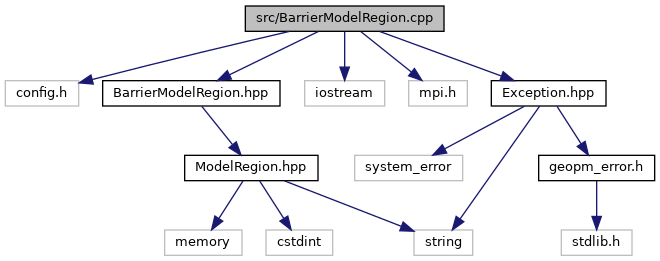 src/BarrierModelRegion.cpp
config.h
BarrierModelRegion.hpp
iostream
mpi.h
Exception.hpp
ModelRegion.hpp
system_error
geopm_error.h
memory
cstdint
string
stdlib.h